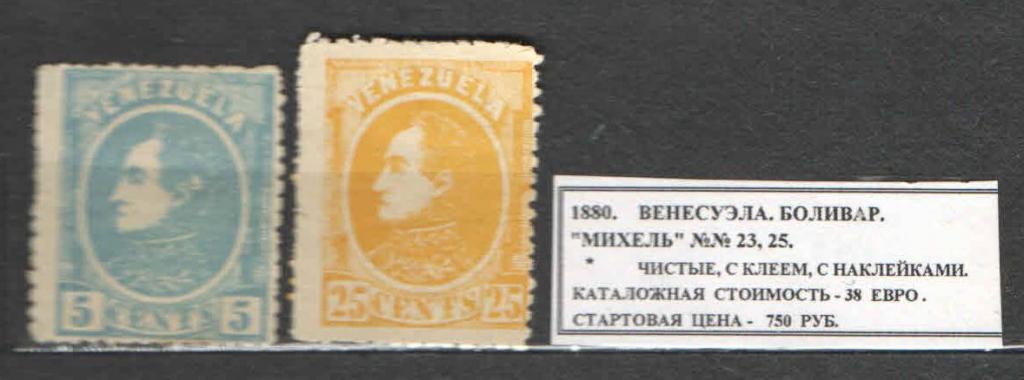 VENEZUELA
5 CENTS 5
VENEZUELA
25 CENTS 25
1880. ВЕНЕСУЭЛА. БОЛИВАР.
"МИХЕЛЬ" №№ 23, 25.
* ЧИСТЫЕ, С КЛЕЕМ, С НАКЛЕЙКАМИ.
КАТАЛОЖНАЯ СТОИМОСТЬ - 38 ЕВРО.
СТАРТОВАЯ ЦЕНА - 750 РУБ.